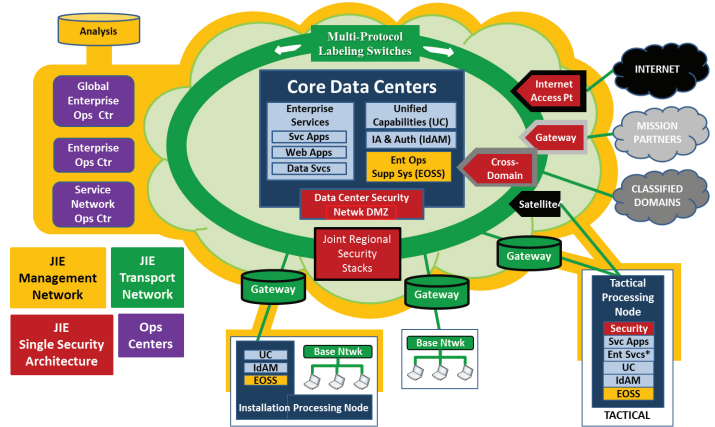 Analysis
Global
Enterprise
Ops Ctr
Enterprise
Ops Ctr
Service
Network
Ops Ctr
Multi-Protocol
Labeling Switches
Core Data Centers
Enterprise
Services
Svc Apps
Web Apps
Data Svcs
Unified
Capabilities (UC)
IA & Auth (IdAM)
Ent Ops
Supp Sys (EOSS)
Data Center Security
Netwk DMZ
Joint Regional
Security
Stacks
Internet
Access Pt
Gateway
Cross-
Domain
Satellite
INTERNET
MISSION
PARTNERS
CLASSIFIED
DOMAINS
Gateway
Gateway
Gateway
JIE
Management
Network
JIE
Transport
Network
JIE
Single Security
Architecture
Ops
Centers
UC
IdAM
EOSS
Base Ntwk
Installation Processing Node
Base Ntwk
Tactical
Processing
Node
Security
Svc Apps
Ent Svcs*
UC
IdAM
EOSS
TACTICAL